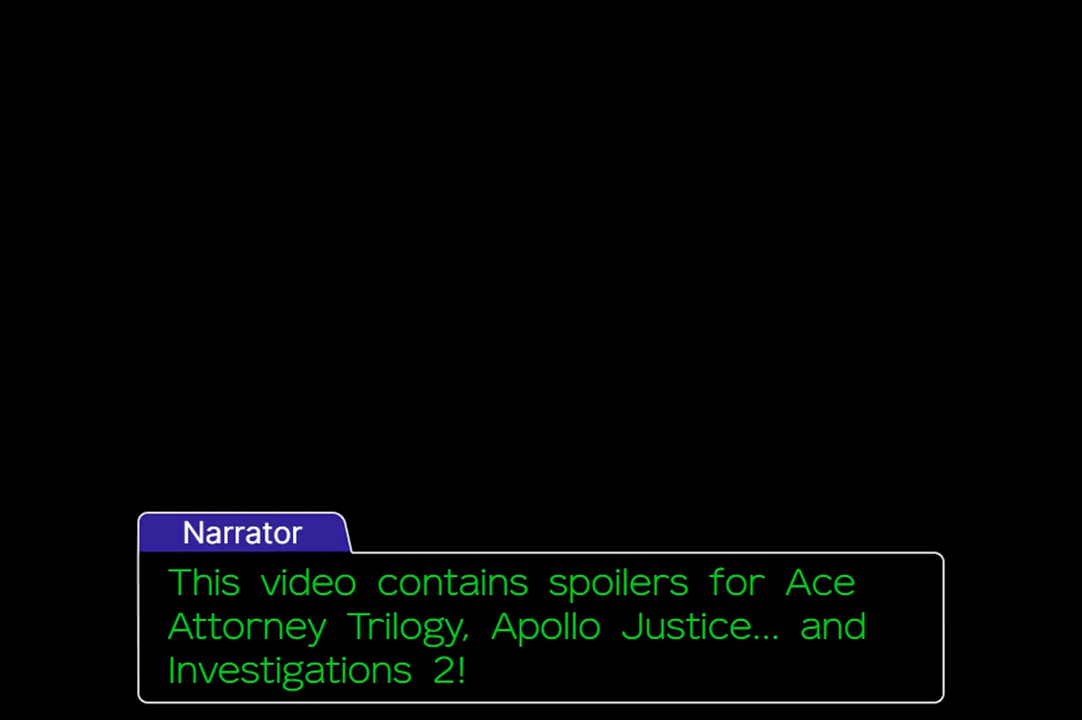 Narrator
This video contains spoilers for Ace
Attorney Trilogy, Apollo Justice... and
Investigations 2!